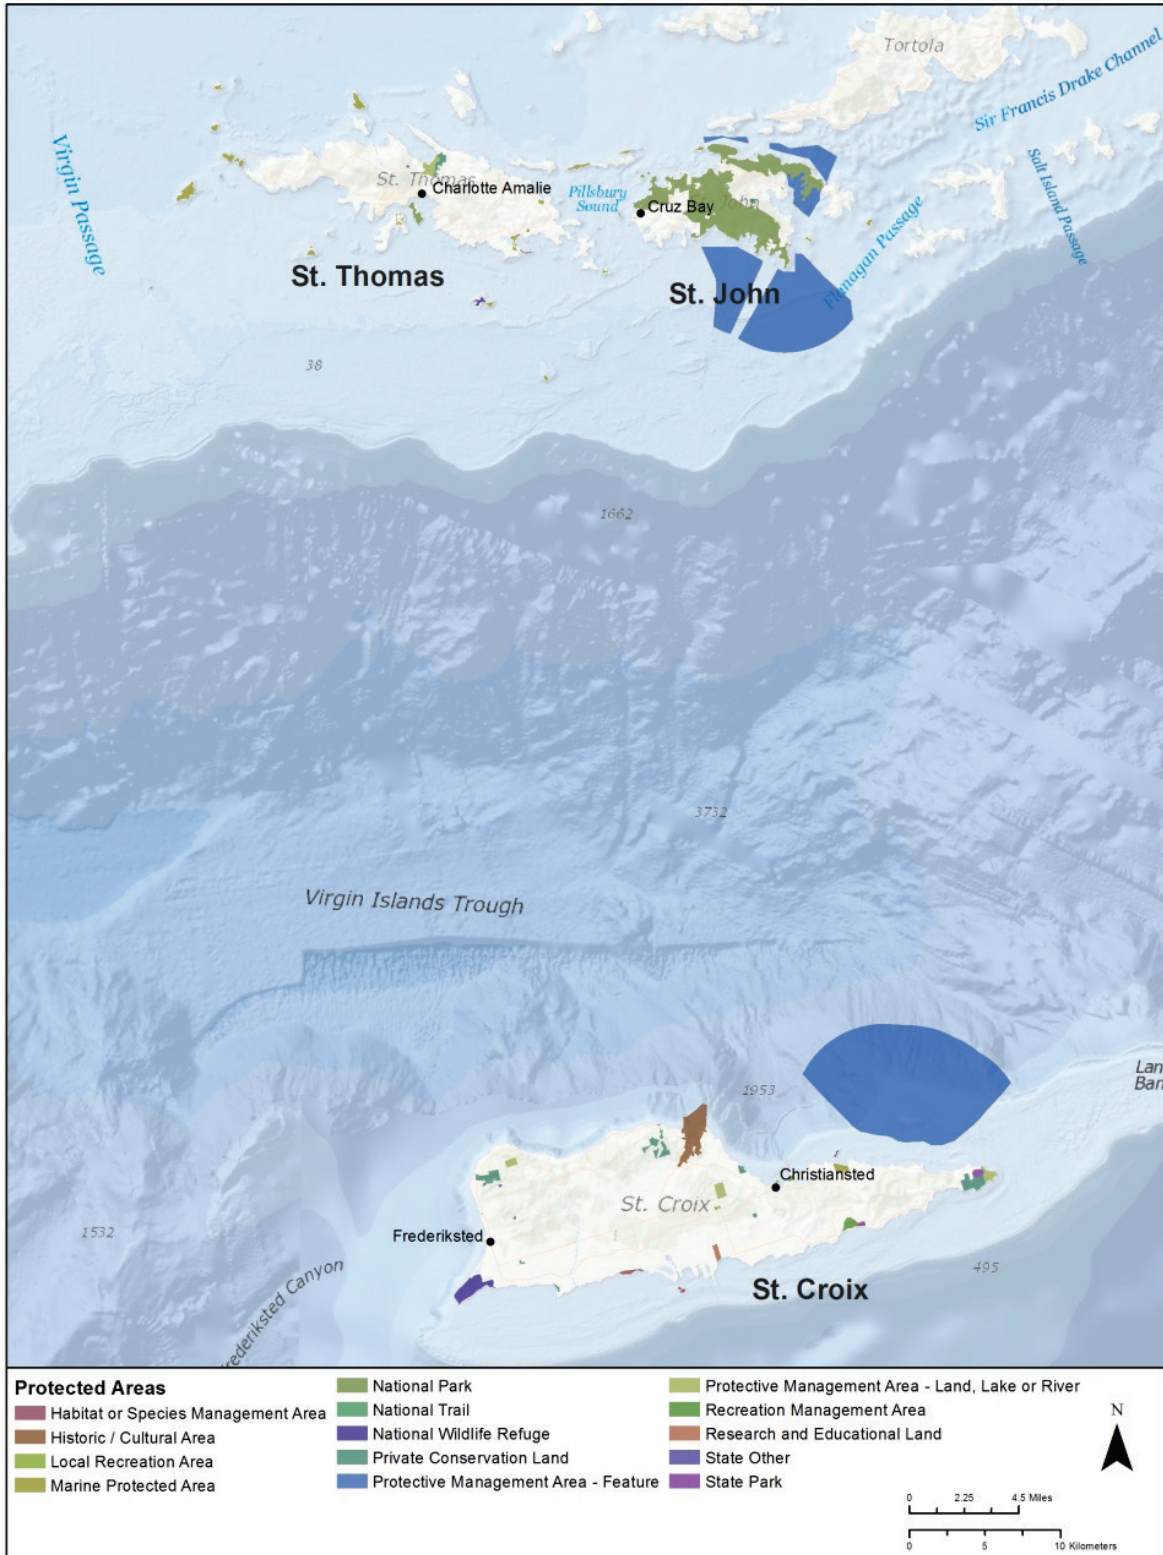 Tortola
Sir Francis Drake Channel
Virgin Passage
Salt Island Passage
St. Thomas
Charlotte Amalie
Pillsbury
Sound
Cruz Bay
John
Flanagan Passage
St. Thomas
St. John
38
1662
3732
Virgin Islands Trough
Lan
Ban
1953
Christiansted
St. Croix
Frederiksted
1532
495
St. Croix
Frederiksted Canyon
Protected Areas
Habitat or Species Management Area
Historic / Cultural Area
Local Recreation Area
Marine Protected Area
National Park
National Trail
National Wildlife Refuge
Private Conservation Land
Protective Management Area - Feature
Protective Management Area - Land, Lake or River
Recreation Management Area
Research and Educational Land
State Other
State Park
N
0 2.25 4.5 Miles
0 5 10 Kilometers